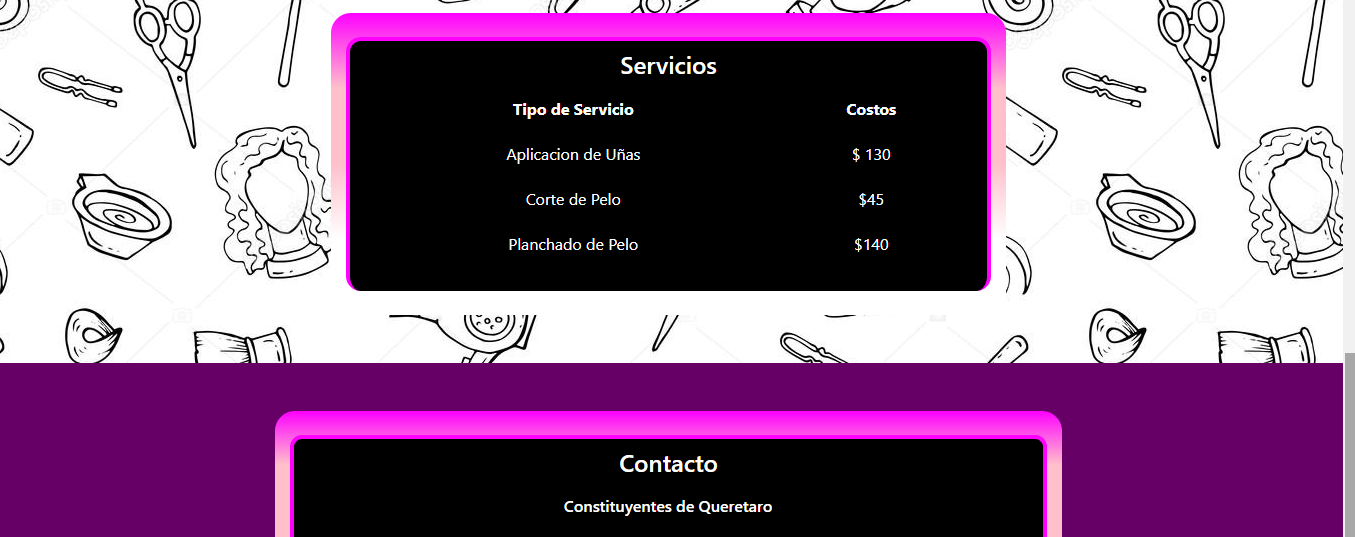 Servicios
Tipo de Servicio Costos
Aplicacion de Uñas $ 130
Corte de Pelo $45
Planchado de Pelo $140
Contacto
Constituyentes de Queretaro